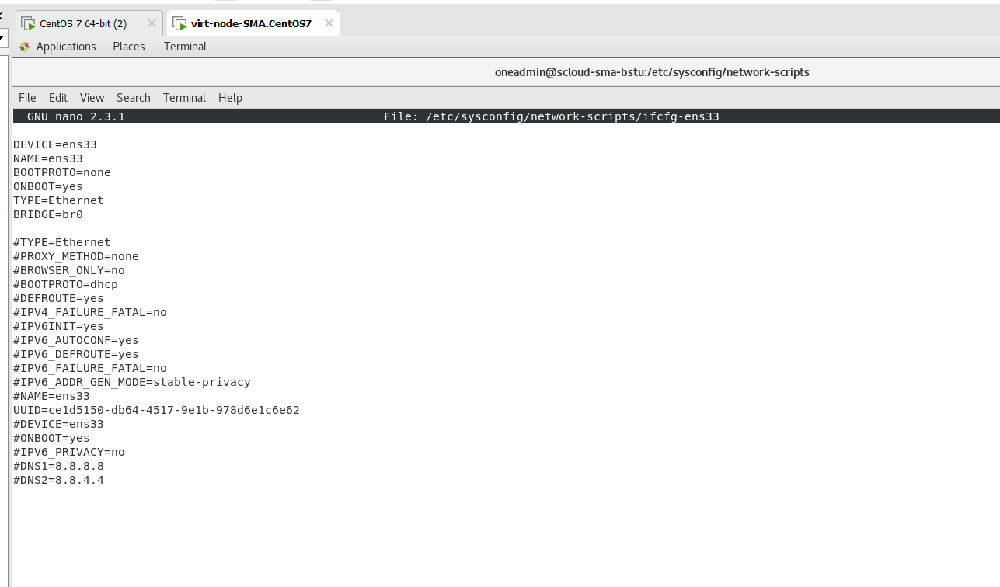 CentOS 7 64-bit (2)
virt-node-SMA.CentOS7
Applications Places Terminal
oneadmin@scloud-sma-bstu:/etc/sysconfig/network-scripts
File Edit View Search Terminal Help
GNU nano 2.3.1 File: /etc/sysconfig/network-scripts/ifcfg-ens33
DEVICE=ens33
NAME=ens33
BOOTPROTO=none
ONBOOT=yes
TYPE=Ethernet
BRIDGE=br0
#TYPE=Ethernet
#PROXY_METHOD=none
#BROWSER_ONLY=no
#BOOTPROTO=dhcp
#DEFROUTE=yes
#IPV4_FAILURE_FATAL=no
#IPV6INIT=yes
#IPV6_AUTOCONF=yes
#IPV6_DEFROUTE=yes
#IPV6_FAILURE_FATAL=no
#IPV6_ADDR_GEN_MODE=stable-privacy
#NAME=ens33
UUID=ce1d5150-db64-4517-9e1b-978d6e1c6e62
#DEVICE=ens33
#ONBOOT=yes
#IPV6_PRIVACY=no
#DNS1=8.8.8.8
#DNS2=8.8.4.4